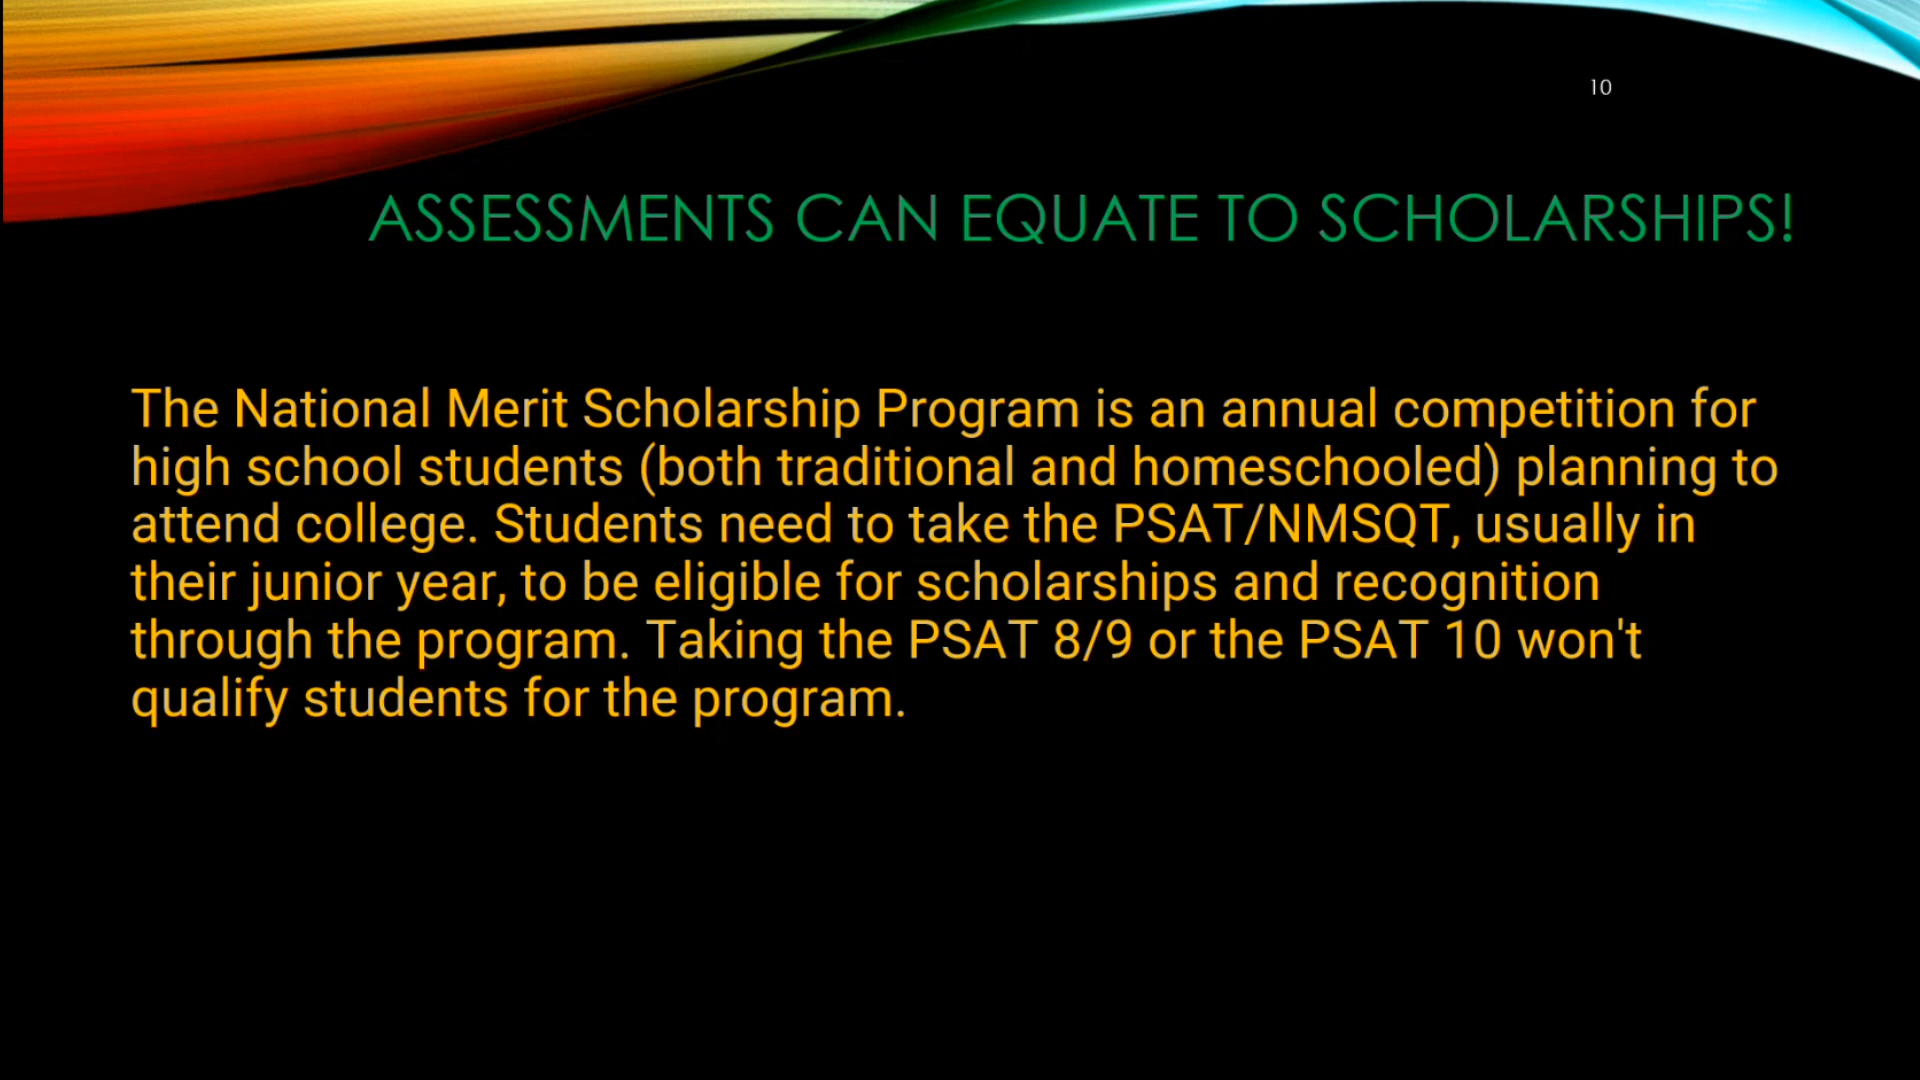 10
ASSESSMENTS CAN EQUATE TO SCHOLARSHIPS!
The National Merit Scholarship Program is an annual competition for
high school students (both traditional and homeschooled) planning to
attend college. Students need to take the PSAT/NMSQT, usually in
their junior year, to be eligible for scholarships and recognition
through the program. Taking the PSAT 8/9 or the PSAT 10 won't
qualify students for the program.